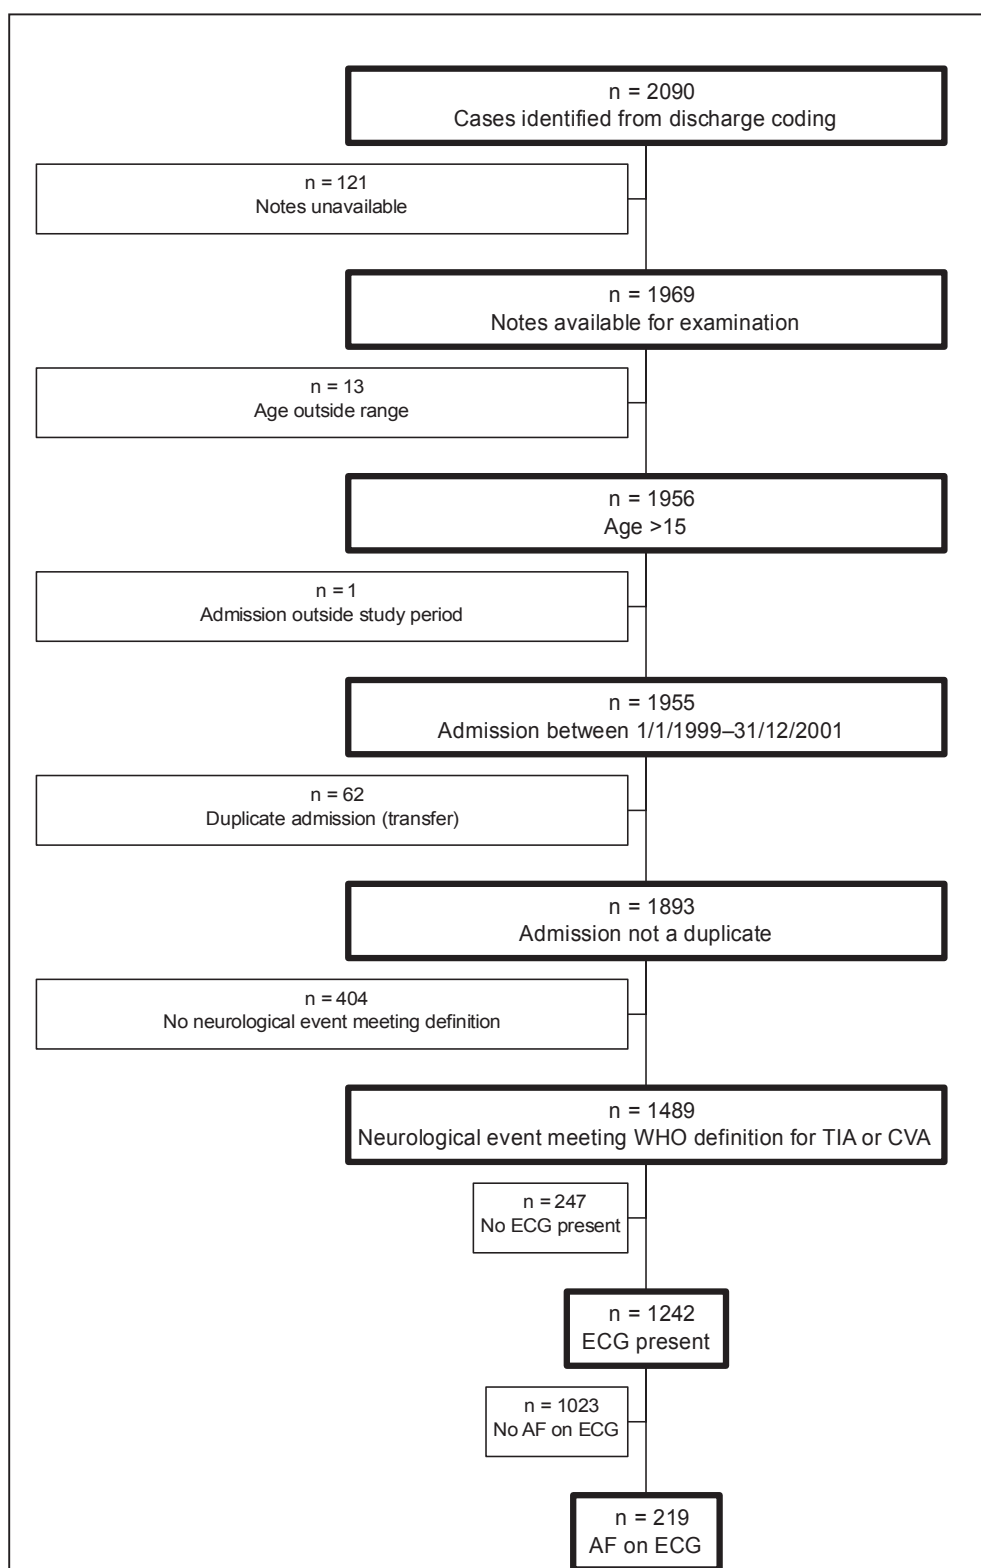 n = 2090
Cases identified from discharge coding
n = 121
Notes unavailable
n = 1969
Notes available for examination
n = 13
Age outside range
n = 1956
Age >15
n = 1
Admission outside study period
n = 1955
Admission between 1/1/1999–31/12/2001
n = 62
Duplicate admission (transfer)
n = 1893
Admission not a duplicate
n = 404
No neurological event meeting definition
n = 1489
Neurological event meeting WHO definition for TIA or CVA
n = 247
No ECG present
n = 1242
ECG present
n = 1023
No AF on ECG
n = 219
AF on ECG